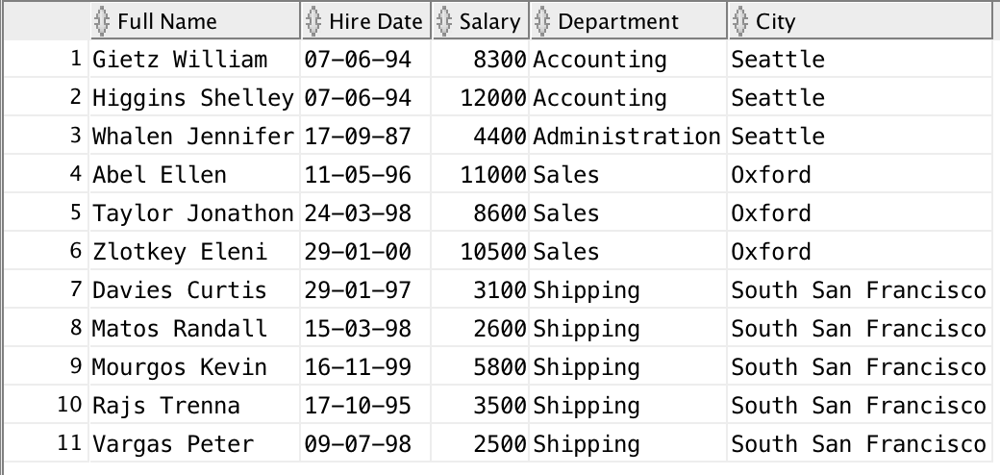 Full Name Hire Date Salary Department City
1 Gietz William 07-06-94 8300 Accounting Seattle
2 Higgins Shelley 07-06-94 12000 Accounting Seattle
3 Whalen Jennifer 17-09-87 4400 Administration Seattle
4 Abel Ellen 11-05-96 11000 Sales Oxford
5 Taylor Jonathon 24-03-98 8600 Sales Oxford
6 Zlotkey Eleni 29-01-00 10500 Sales Oxford
7 Davies Curtis 29-01-97 3100 Shipping South San Francisco
8 Matos Randall 15-03-98 2600 Shipping South San Francisco
9 Mourgos Kevin 16-11-99 5800 Shipping South San Francisco
10 Rajs Trenna 17-10-95 3500 Shipping South San Francisco
11 Vargas Peter 09-07-98 2500 Shipping South San Francisco